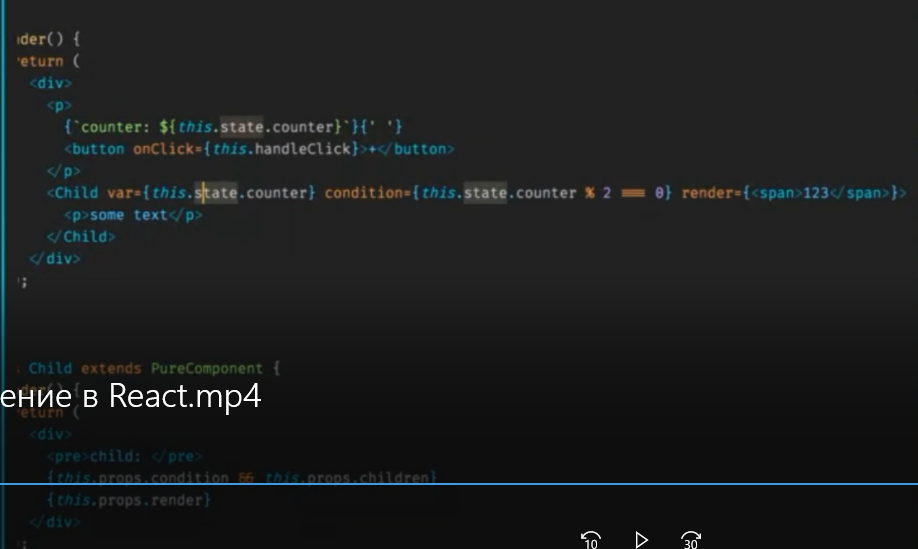 der() {
return (
<div>
<p>
{`counter: ${this.state.counter}`}{' '}
<button onClick={this.handleClick}>+</button>
</p>
<Child var={this.state.counter} condition={this.state.counter % 2 === 0} render={<span>123</span>}>
<p>some text</p>
</Child>
</div>
);
Child extends PureComponent {
der() {
ение в React.mp4
return (
<div>
<pre>child: </pre>
{this.props.condition && this.props.children}
{this.props.render}
</div>
);
10 30